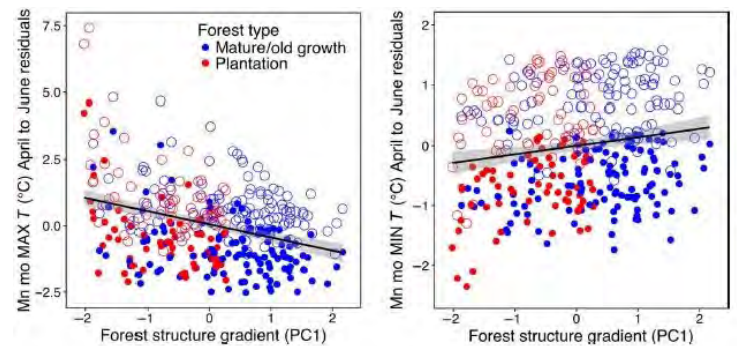 Mn mo MAX T (°C) April to June residuals
7.5
5.0
2.5
0.0
−2.5
Forest type
Mature/old growth
Plantation
−2
−1
0
1
2
Forest structure gradient (PC1)
Mn mo MIN T (°C) April to June residuals
2
1
0
−1
−2
−2
−1
0
1
2
Forest structure gradient (PC1)